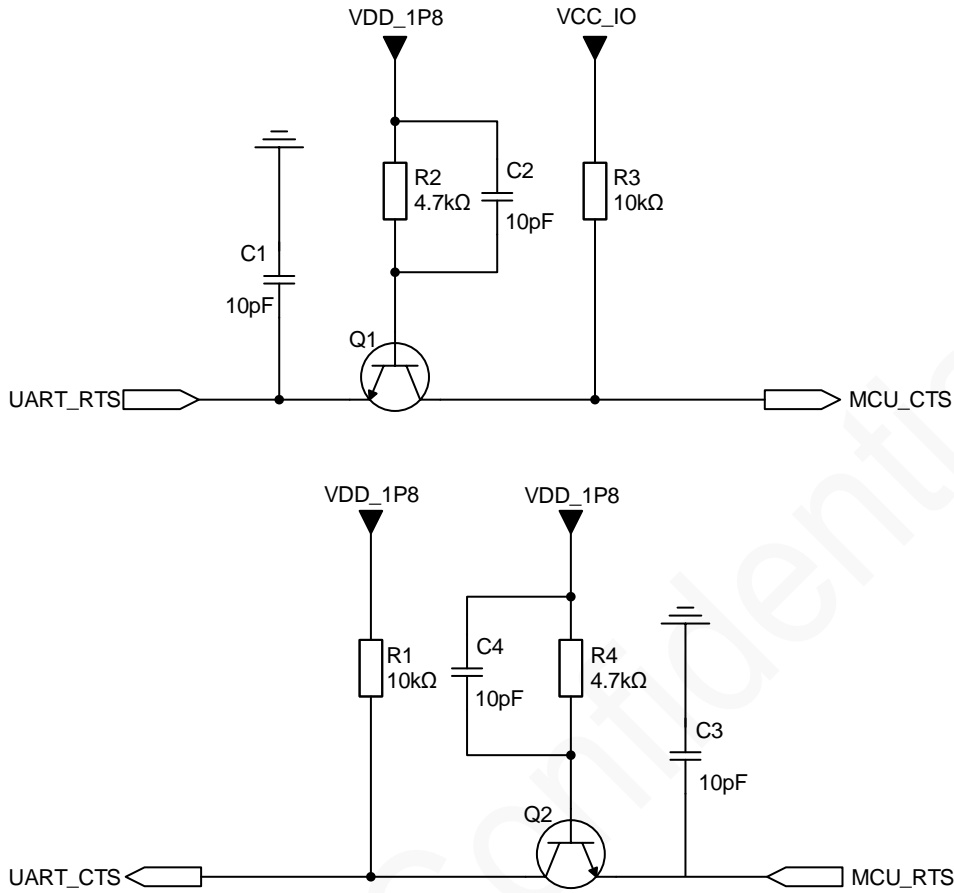 VDD_1P8
VCC_IO
R2
4.7kΩ
C2
10pF
R3
10kΩ
C1
10pF
Q1
UART_RTS
MCU_CTS
VDD_1P8
VDD_1P8
R1
10kΩ
C4
10pF
R4
4.7kΩ
C3
10pF
Q2
UART_CTS
MCU_RTS